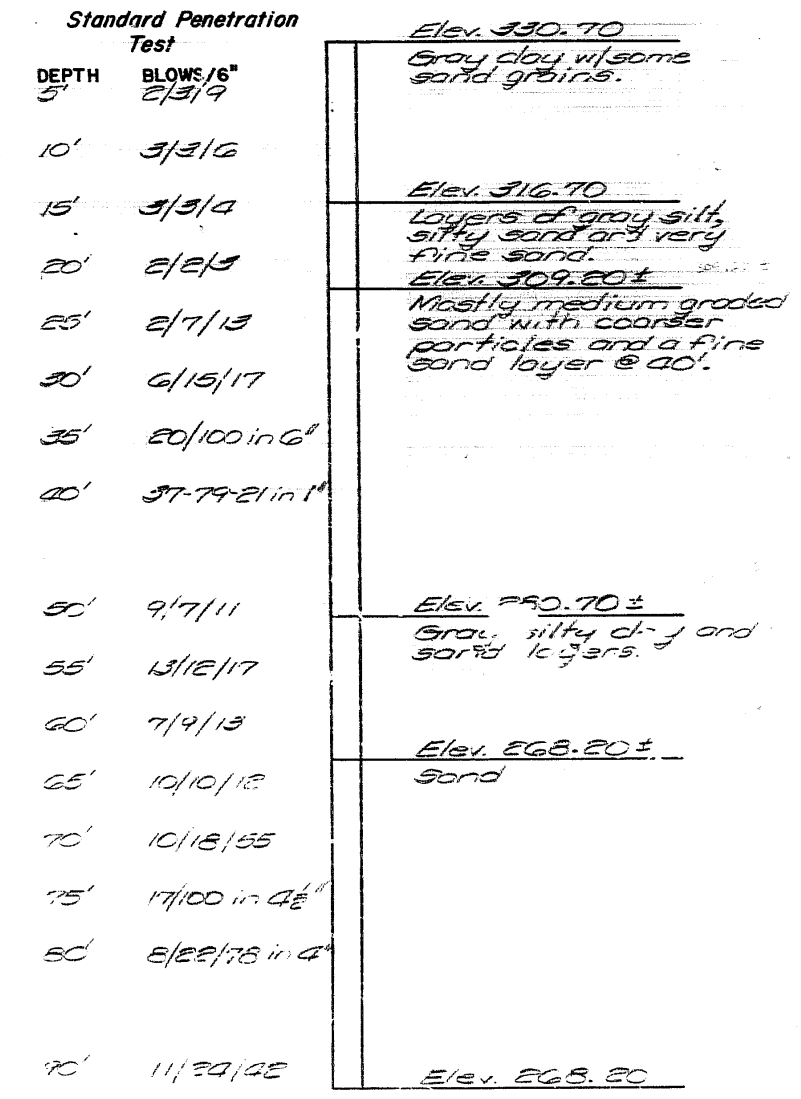 Standard Penetration
Test
DEPTH BLOWS/6"
5' 2/3/9
10' 3/3/6
15' 3/3/4
20' 2/2/3
25' 2/7/13
30' 6/15/17
35' 20/100 in 6"
40' 37-79-21 in 1"
50' 9/7/11
55' 13/12/17
60' 7/9/13
65' 10/10/12
70' 10/18/55
75' 17/100 in 4½"
80' 8/22/78 in 4"
90' 11/24/42
Elev. 330.70
Gray clay w/some
sand grains.
Elev. 316.70
Layers of gray silt,
silty sand and very
fine sand.
Elev. 309.20±
Mostly medium graded
sand with coarser
particles and a fine
sand layer @ 40'.
Elev. 280.70±
Gray silty clay and
sand layers.
Elev. 268.20±
Sand
Elev. 268.20